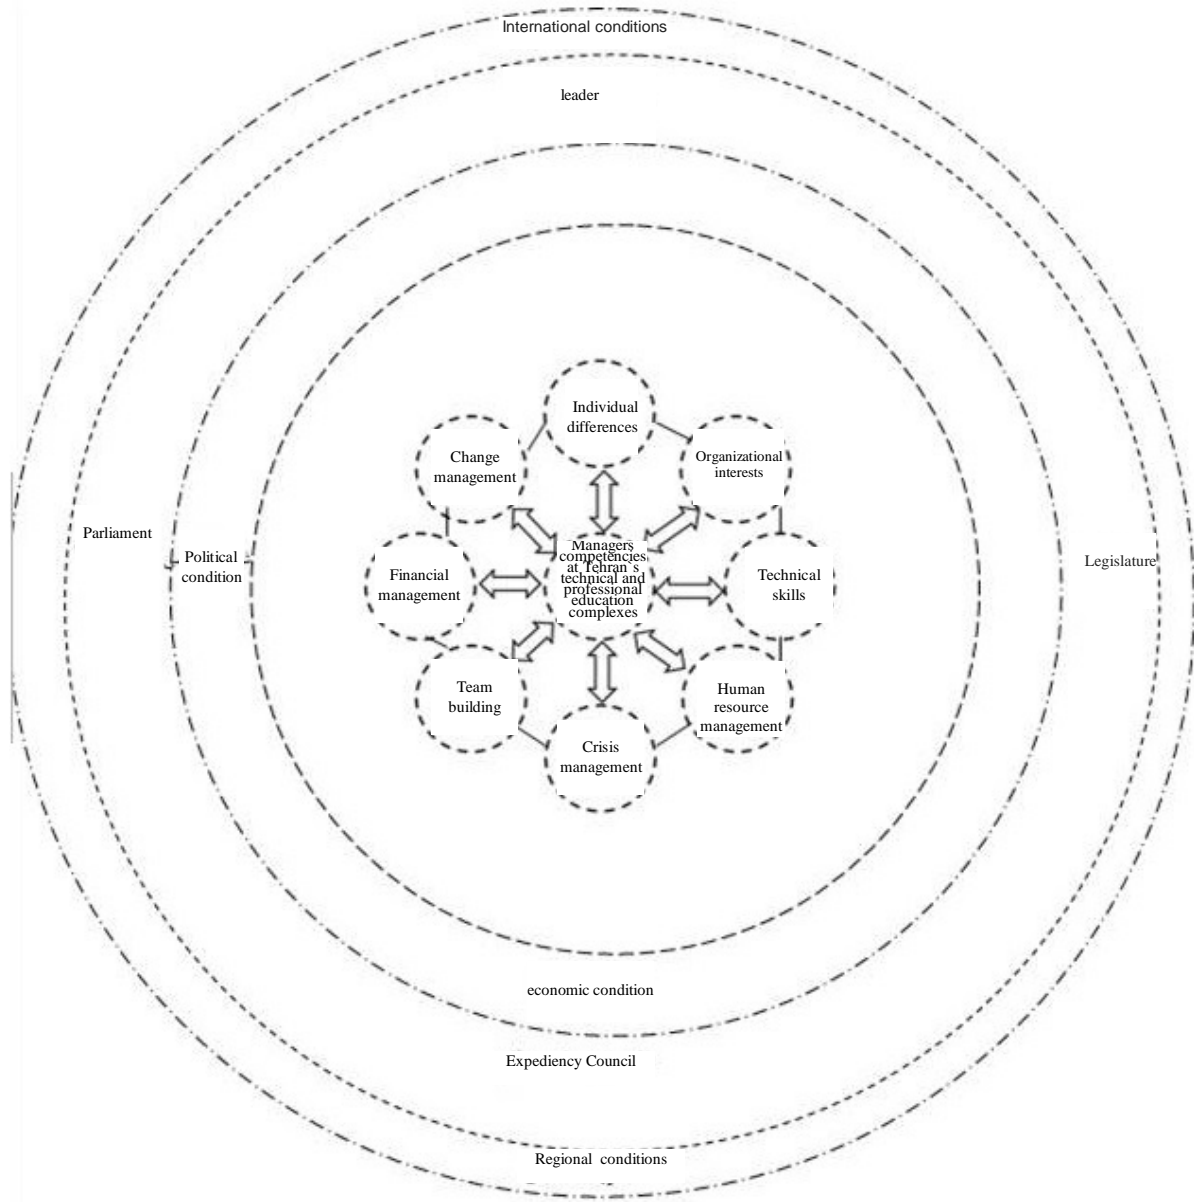 International conditions
leader
Individual
differences
Change
management
Organizational
interests
Parliament
Political
condition
Financial
management
Managers
competencies
at Tehran`s
technical and
professional
education
complexes
Technical
skills
Legislature
Team
building
Human
resource
management
Crisis
management
economic condition
Expediency Council
Regional conditions